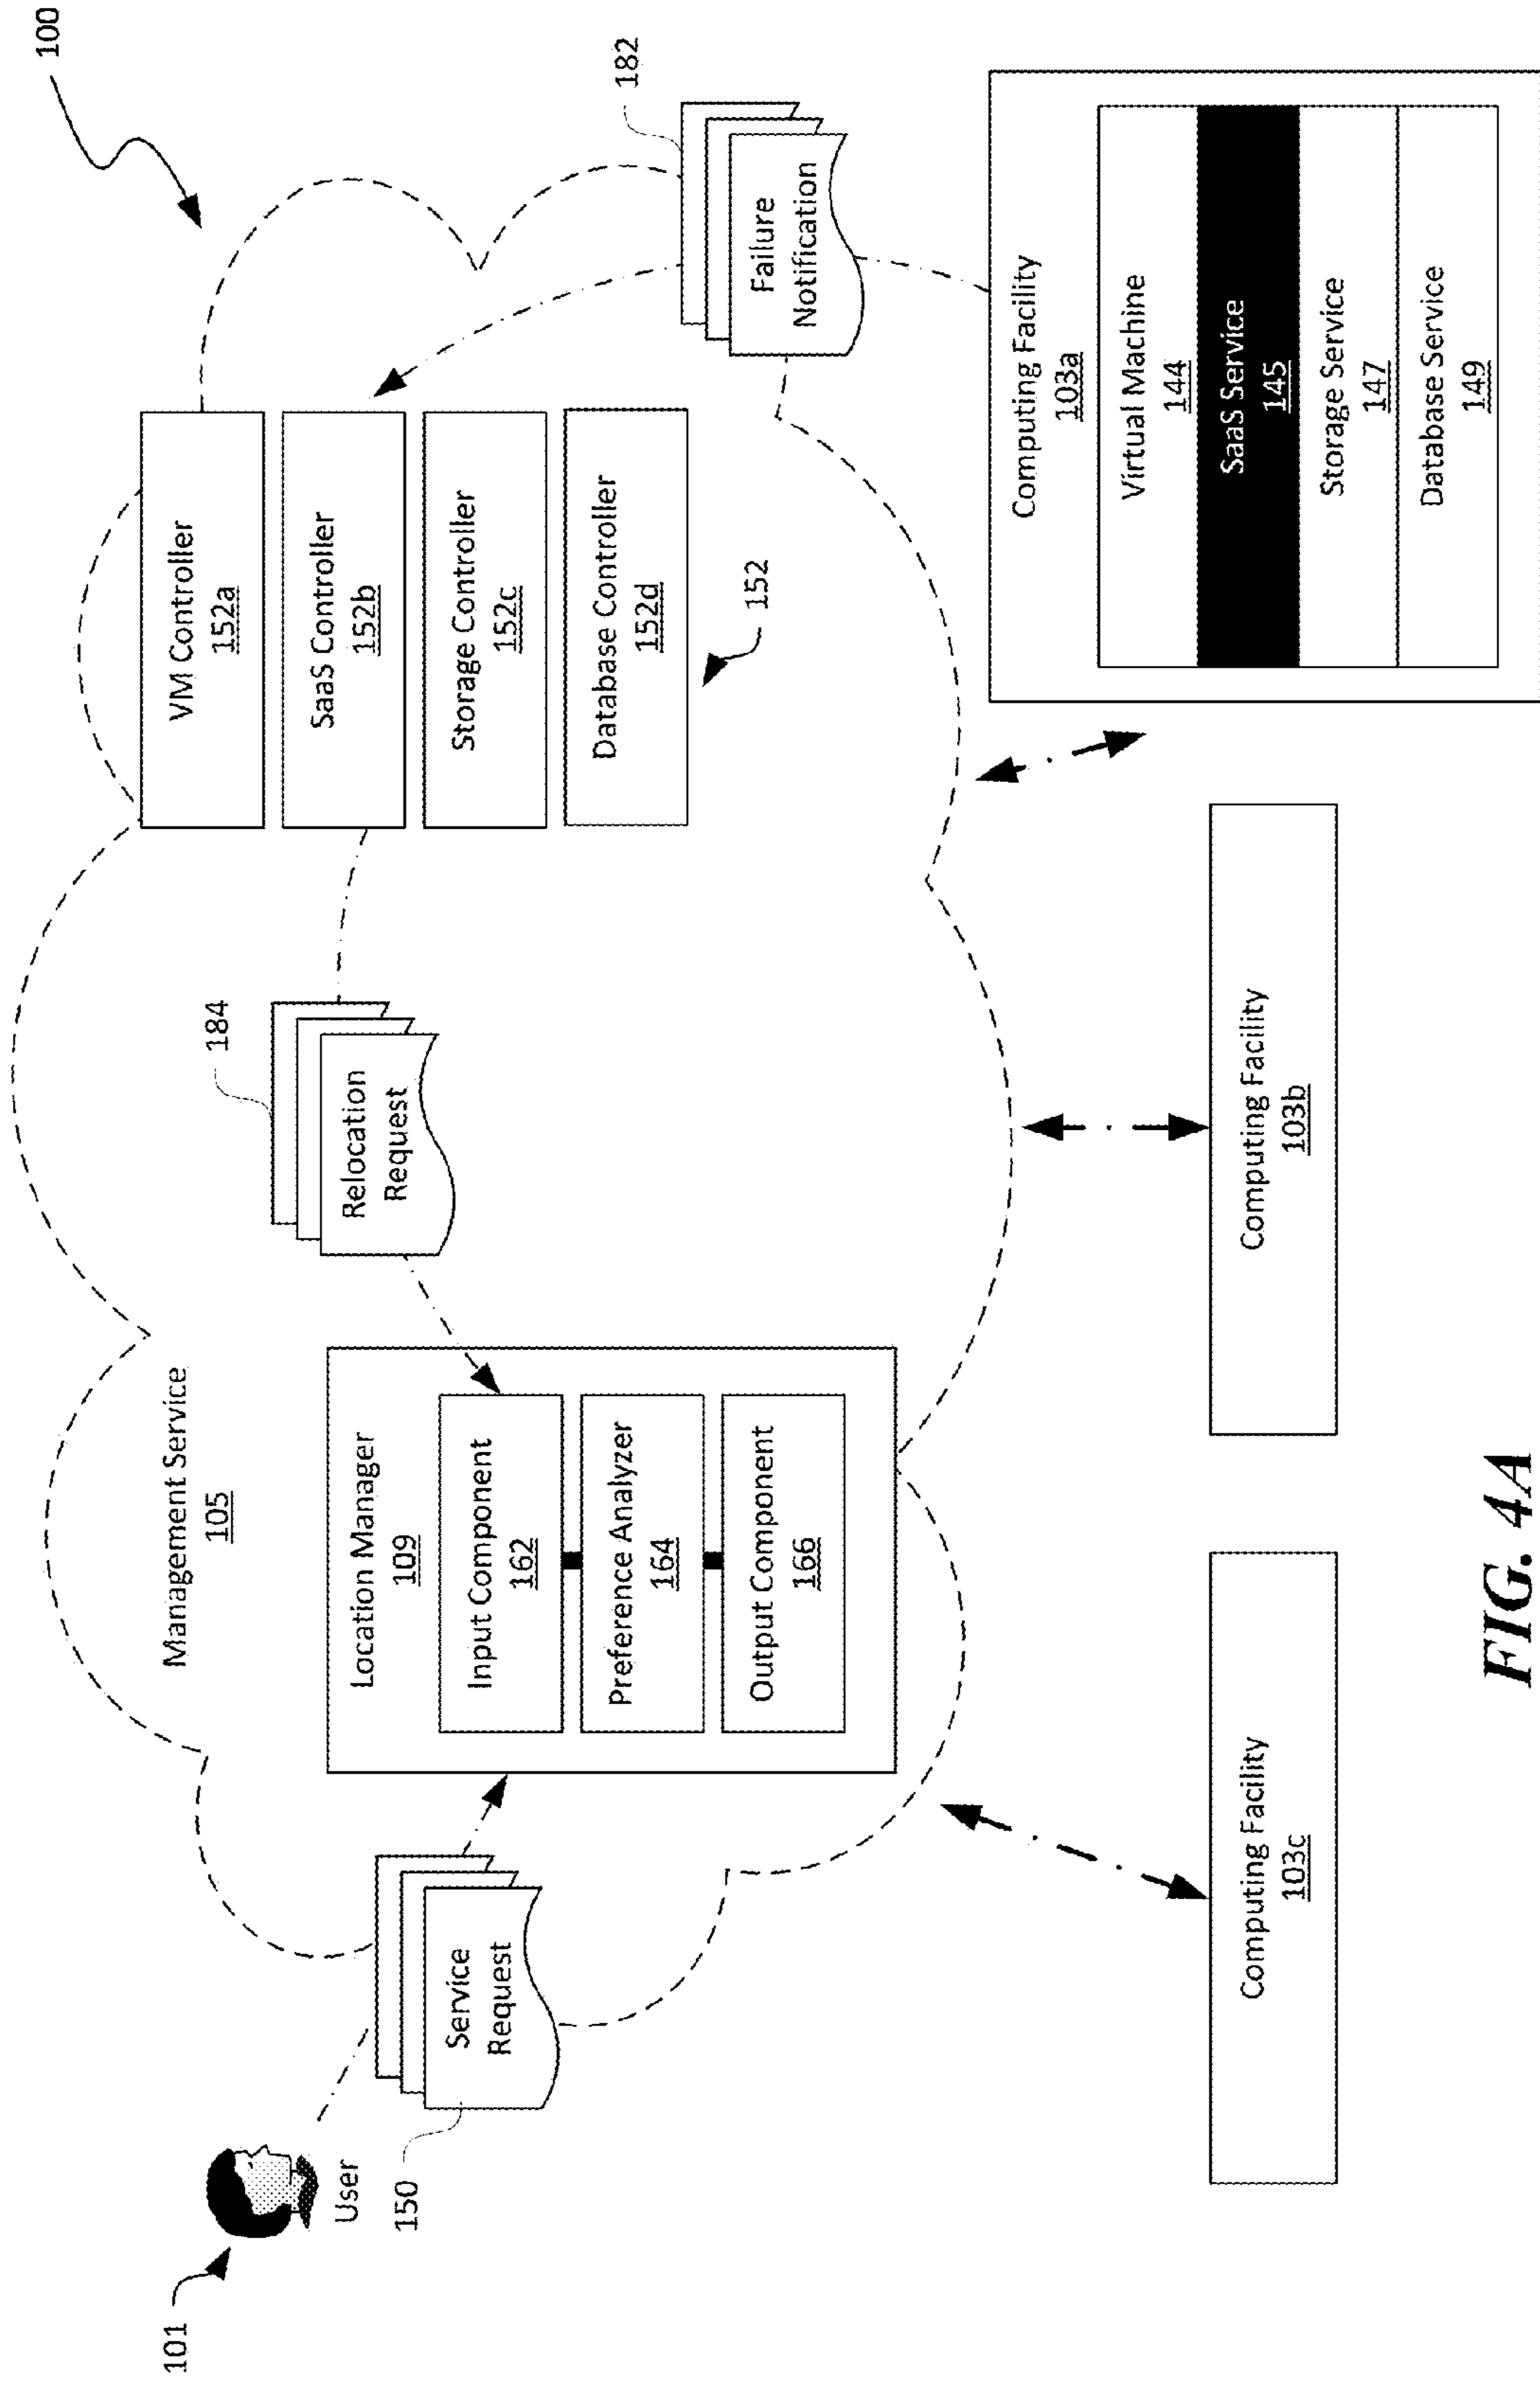 100
Management Service
105
101
User
150
Service
Request
Location Manager
109
Input Component
162
Preference Analyzer
164
Output Component
166
184
Relocation
Request
VM Controller
152a
SaaS Controller
152b
Storage Controller
152c
Database Controller
152d
152
182
Failure
Notification
Computing Facility
103c
Computing Facility
103b
Computing Facility
103a
Virtual Machine
144
SaaS Service
145
Storage Service
147
Database Service
149
FIG. 4A